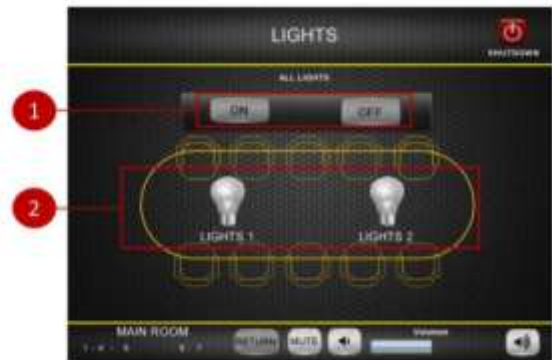 LIGHTS
SHUTDOWN
ALL LIGHTS
1
ON
OFF
2
LIGHTS 1
LIGHTS 2
MAIN ROOM
RETURN
MUTE
Volume